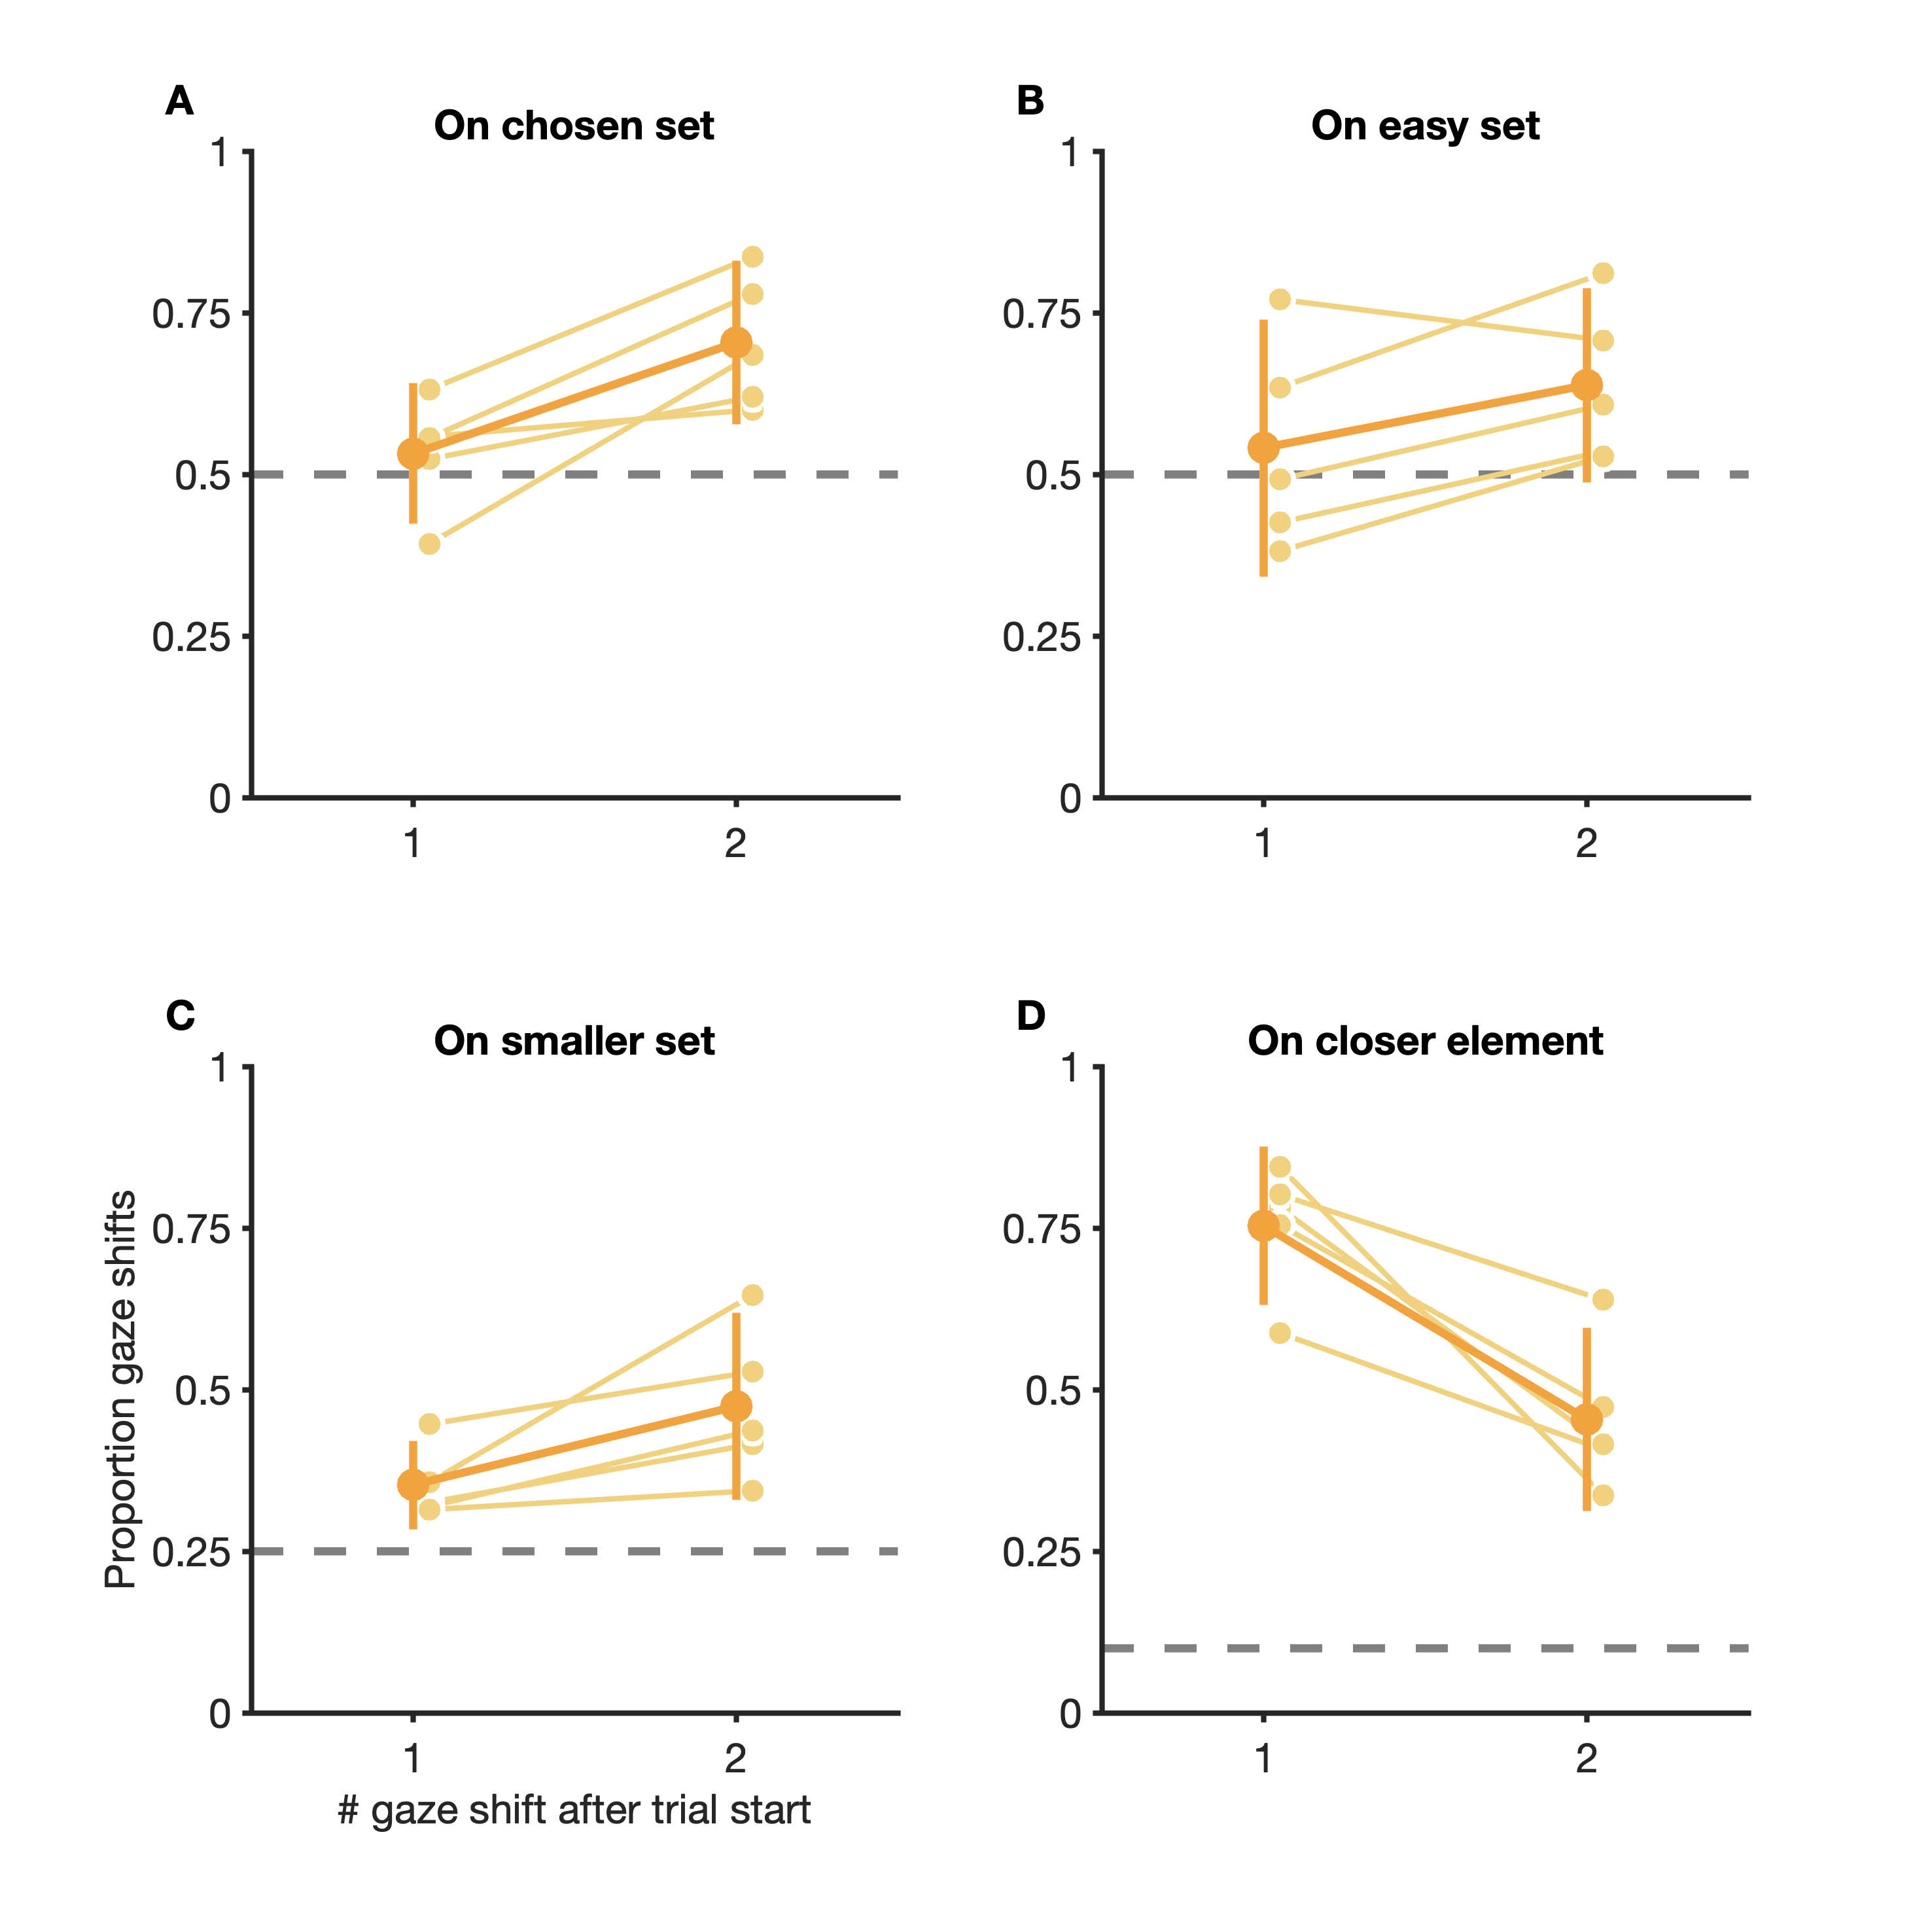 A
On chosen set
1
0.75
0.5
0.25
0
1 2
B
On easy set
1
0.75
0.5
0.25
0
1 2
C
On smaller set
Proportion gaze shifts
1
0.75
0.5
0.25
0
1 2
# gaze shift after trial start
D
On closer element
1
0.75
0.5
0.25
0
1 2